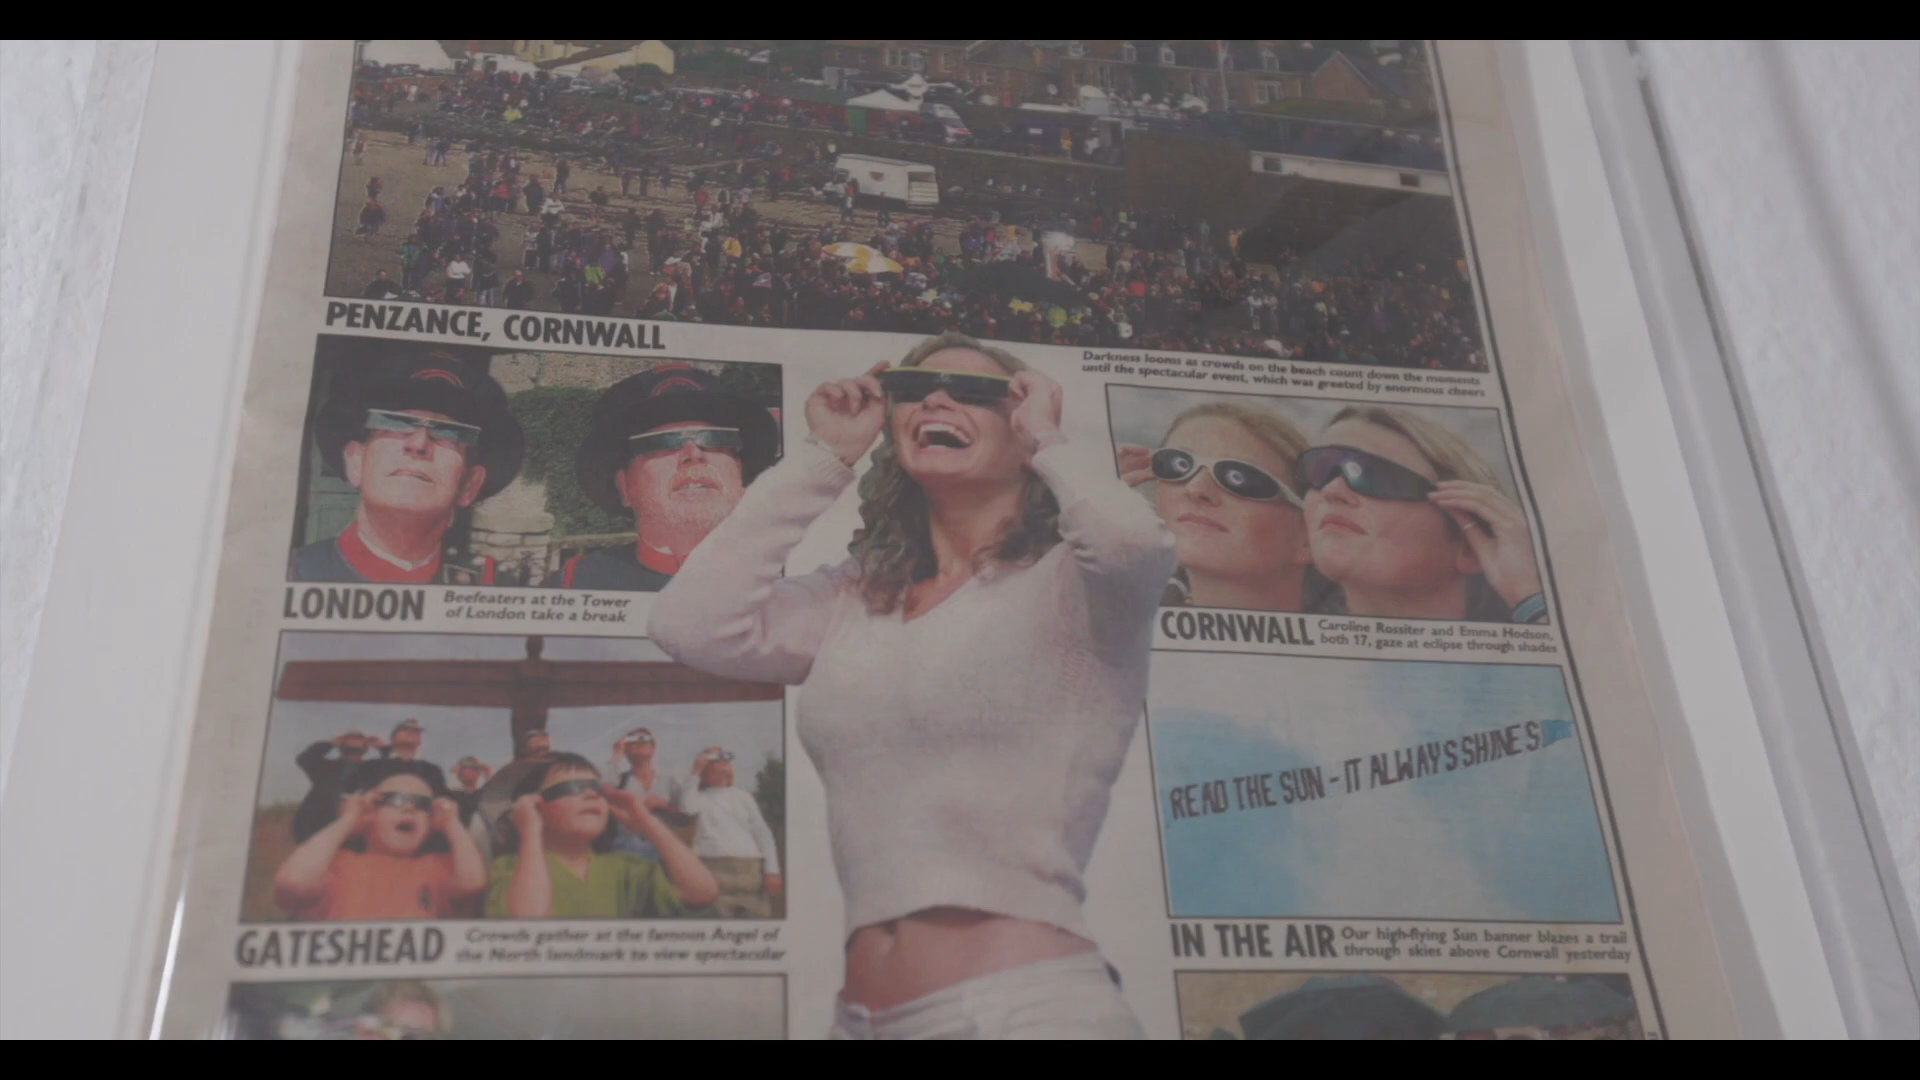 PENZANCE, CORNWALL
Darkness looms as crowds on the beach count down the moments
until the spectacular event, which was greeted by enormous cheers
LONDON
Beefeaters at the Tower
of London take a break
CORNWALL
Caroline Rossiter and Emma Hodson,
both 17, gaze at eclipse through shades
READ THE SUN - IT ALWAYS SHINES
GATESHEAD
Crowds gather at the famous Angel of
the North landmark to view spectacular
IN THE AIR
Our high-flying Sun banner blazes a trail
through skies above Cornwall yesterday